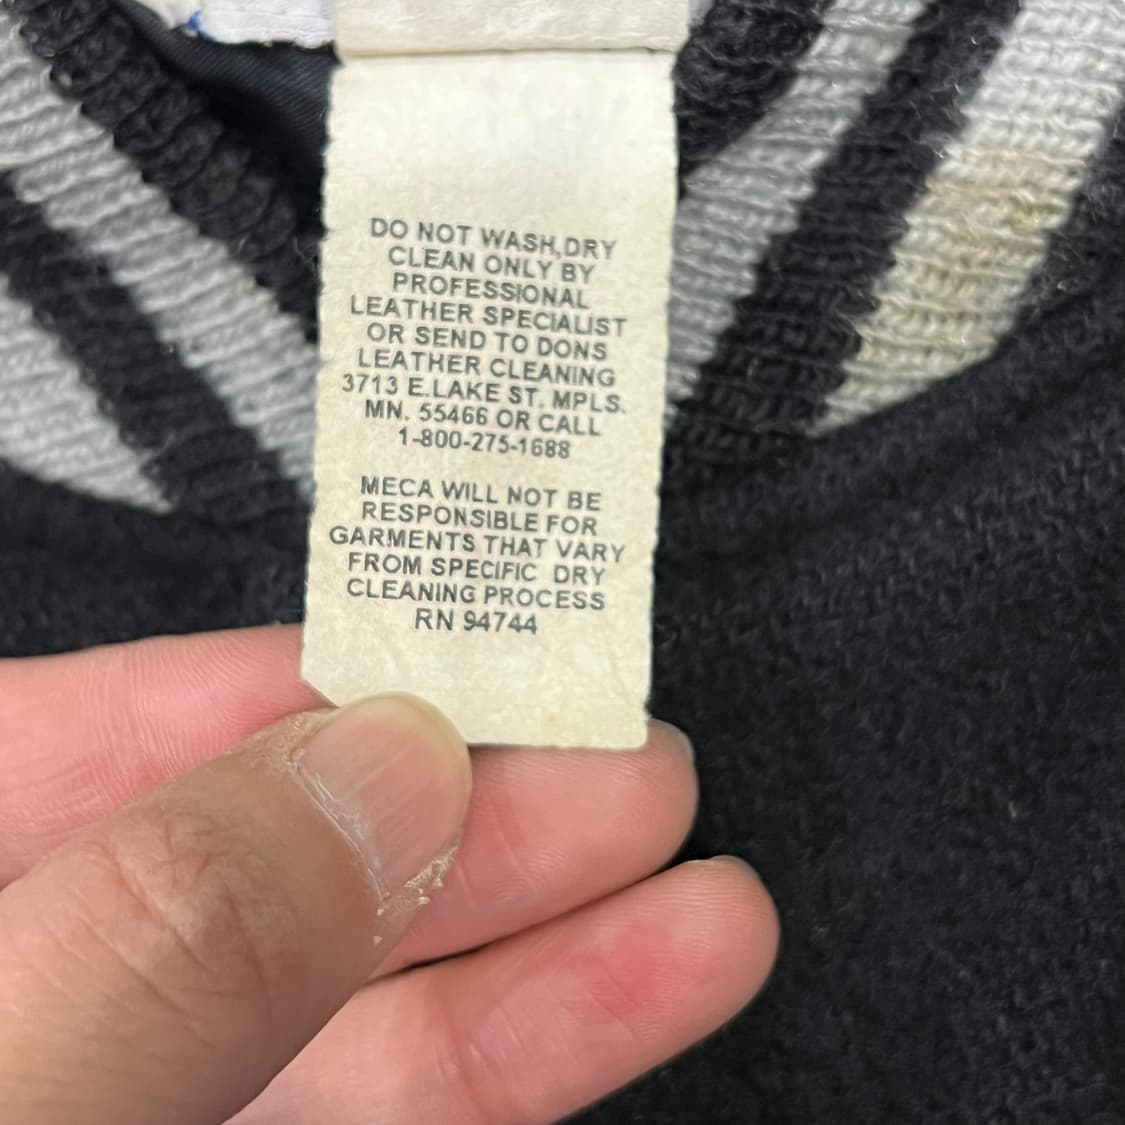 DO NOT WASH,DRY
CLEAN ONLY BY
PROFESSIONAL
LEATHER SPECIALIST
OR SEND TO DONS
LEATHER CLEANING
3713 E.LAKE ST. MPLS.
MN. 55466 OR CALL
1-800-275-1688
MECA WILL NOT BE
RESPONSIBLE FOR
GARMENTS THAT VARY
FROM SPECIFIC DRY
CLEANING PROCESS
RN 94744